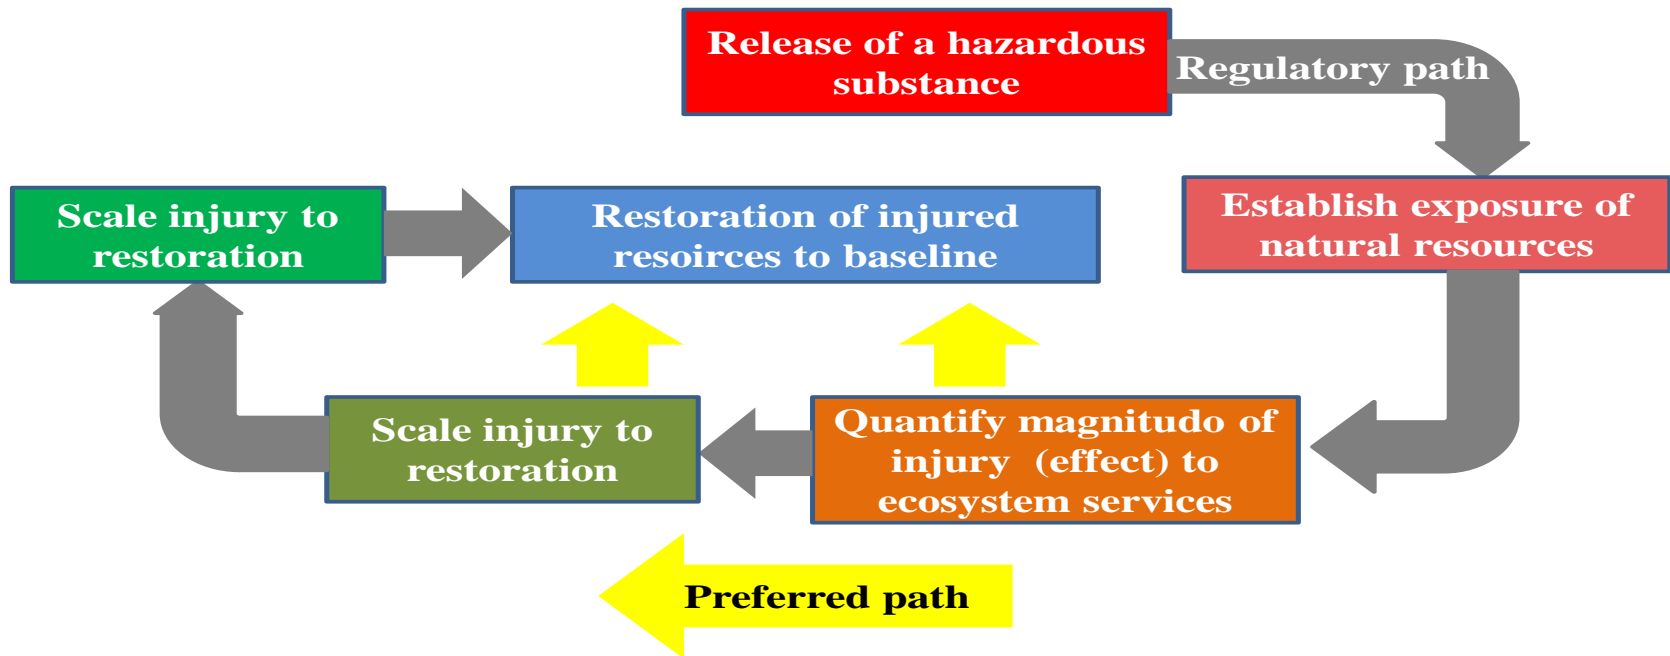 Release of a hazardous
substance
Regulatory path
Establish exposure of
natural resources
Scale injury to
restoration
Restoration of injured
resoirces to baseline
Scale injury to
restoration
Quantify magnitudo of
injury (effect) to
ecosystem services
Preferred path